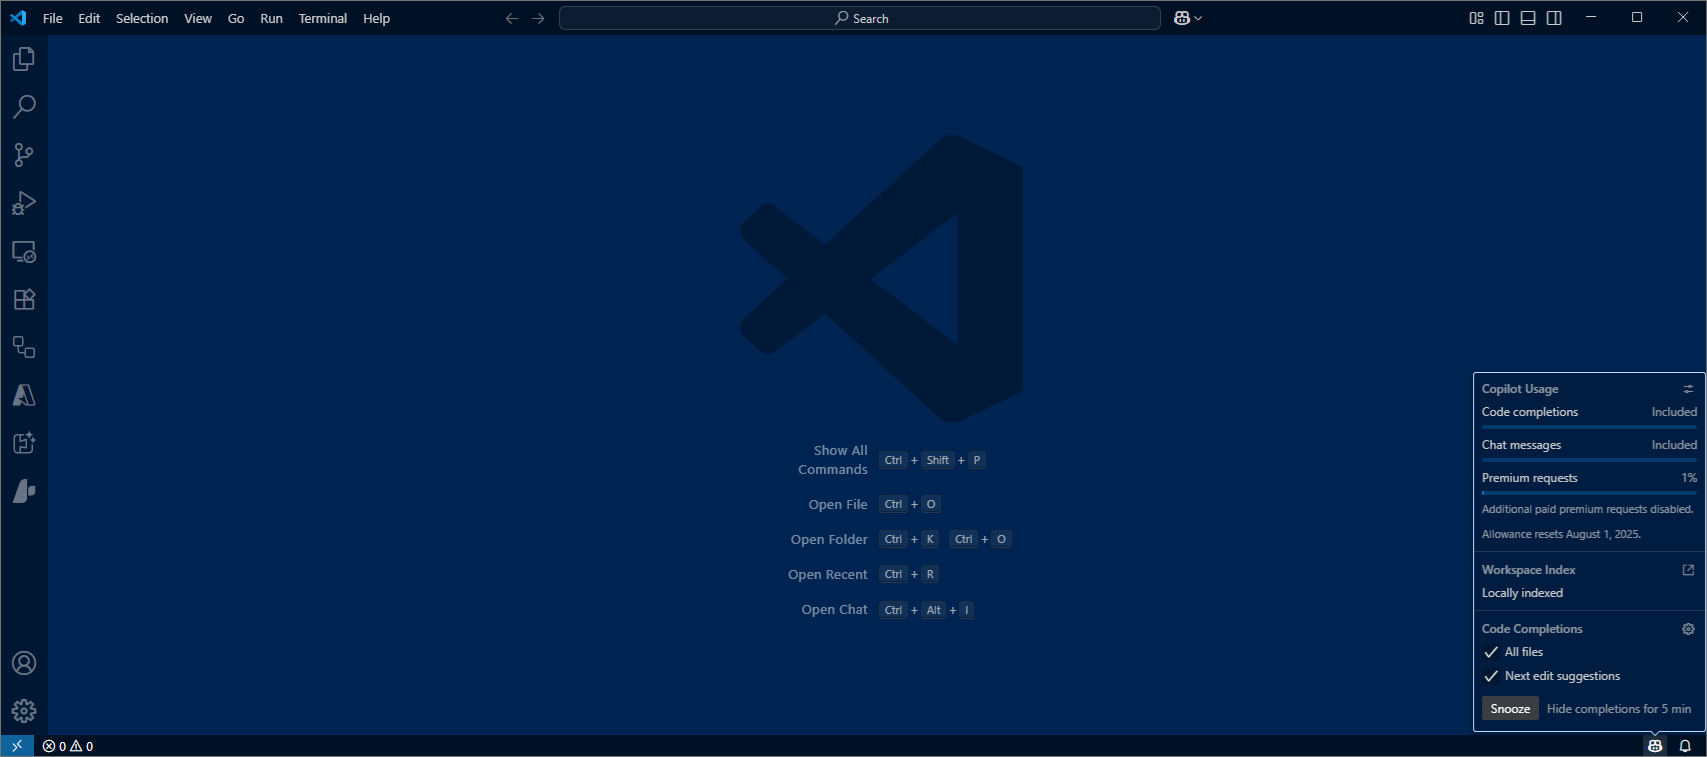 File Edit Selection View Go Run Terminal Help
Search
Show All
Commands
Ctrl + Shift + P
Open File Ctrl + O
Open Folder Ctrl + K Ctrl + O
Open Recent Ctrl + R
Open Chat Ctrl + Alt + I
Copilot Usage
Code completions Included
Chat messages Included
Premium requests 1%
Additional paid premium requests disabled.
Allowance resets August 1, 2025.
Workspace Index
Locally indexed
Code Completions
All files
Next edit suggestions
Snooze Hide completions for 5 min
0 0